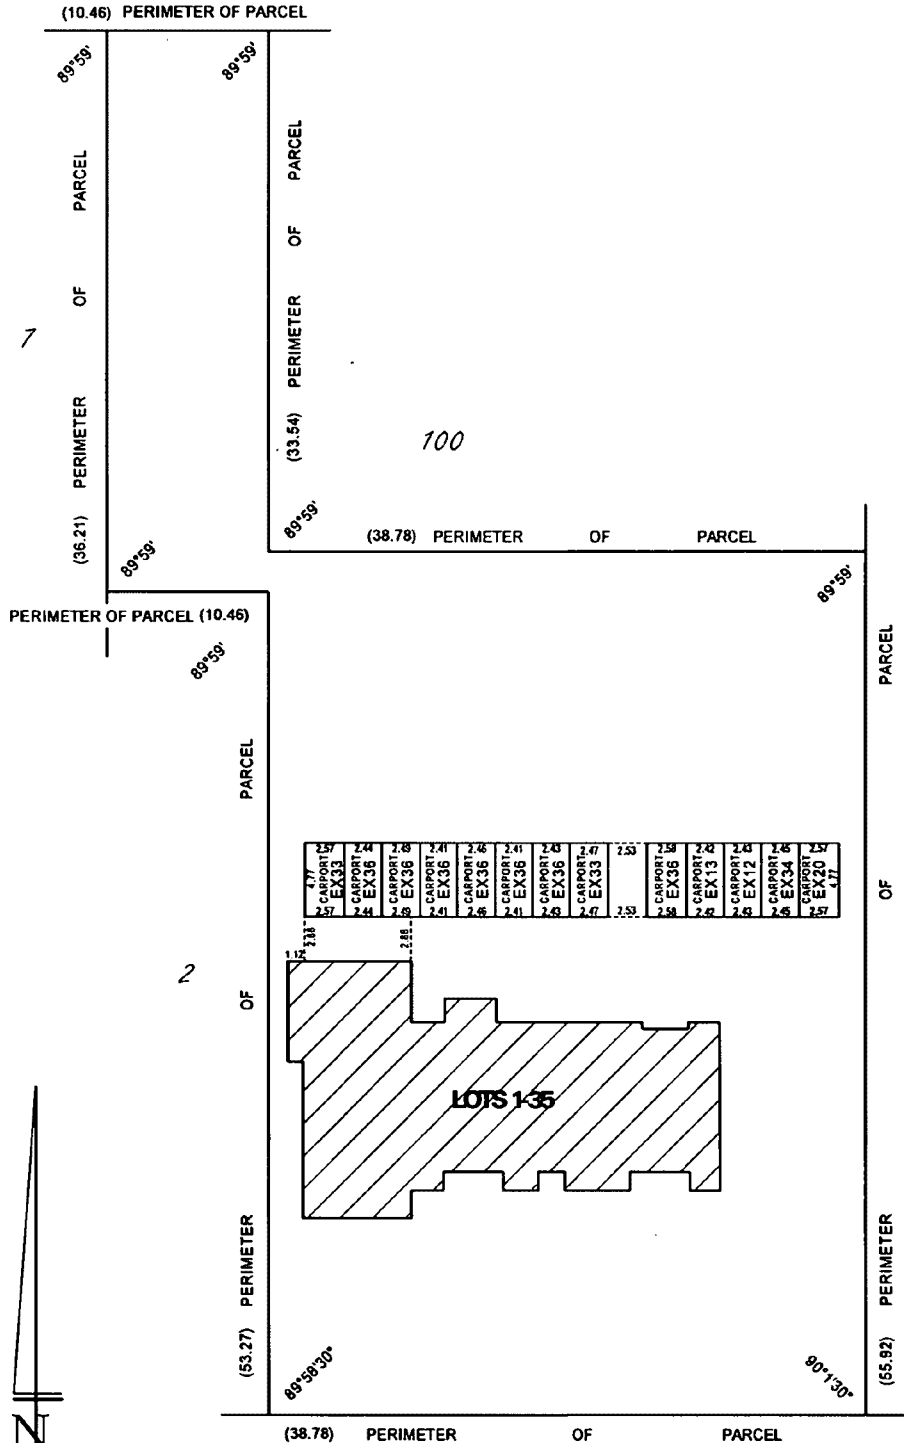 (10.46) PERIMETER OF PARCEL
89°59'
89°59'
(36.21) PERIMETER OF PARCEL
(33.54) PERIMETER OF PARCEL
7
100
89°59'
89°59'
(38.78) PERIMETER OF PARCEL
89°59'
PERIMETER OF PARCEL (10.46)
89°59'
(53.27) PERIMETER OF PARCEL
(55.92) PERIMETER OF PARCEL
2.57 2.44 2.49 2.41 2.46 2.41 2.43 2.47 2.53 2.58 2.42 2.43 2.45 2.57
4.77
CARPORT EX33
CARPORT EX36
CARPORT EX36
CARPORT EX36
CARPORT EX36
CARPORT EX36
CARPORT EX36
CARPORT EX33
CARPORT EX36
CARPORT EX13
CARPORT EX12
CARPORT EX34
CARPORT EX20
4.77
2.57 2.44 2.49 2.41 2.46 2.41 2.43 2.47 2.53 2.58 2.42 2.43 2.45 2.57
2.88
2.88
1.12
2
LOTS 1-35
89°58'30"
90°1'30"
N
(38.78) PERIMETER OF PARCEL